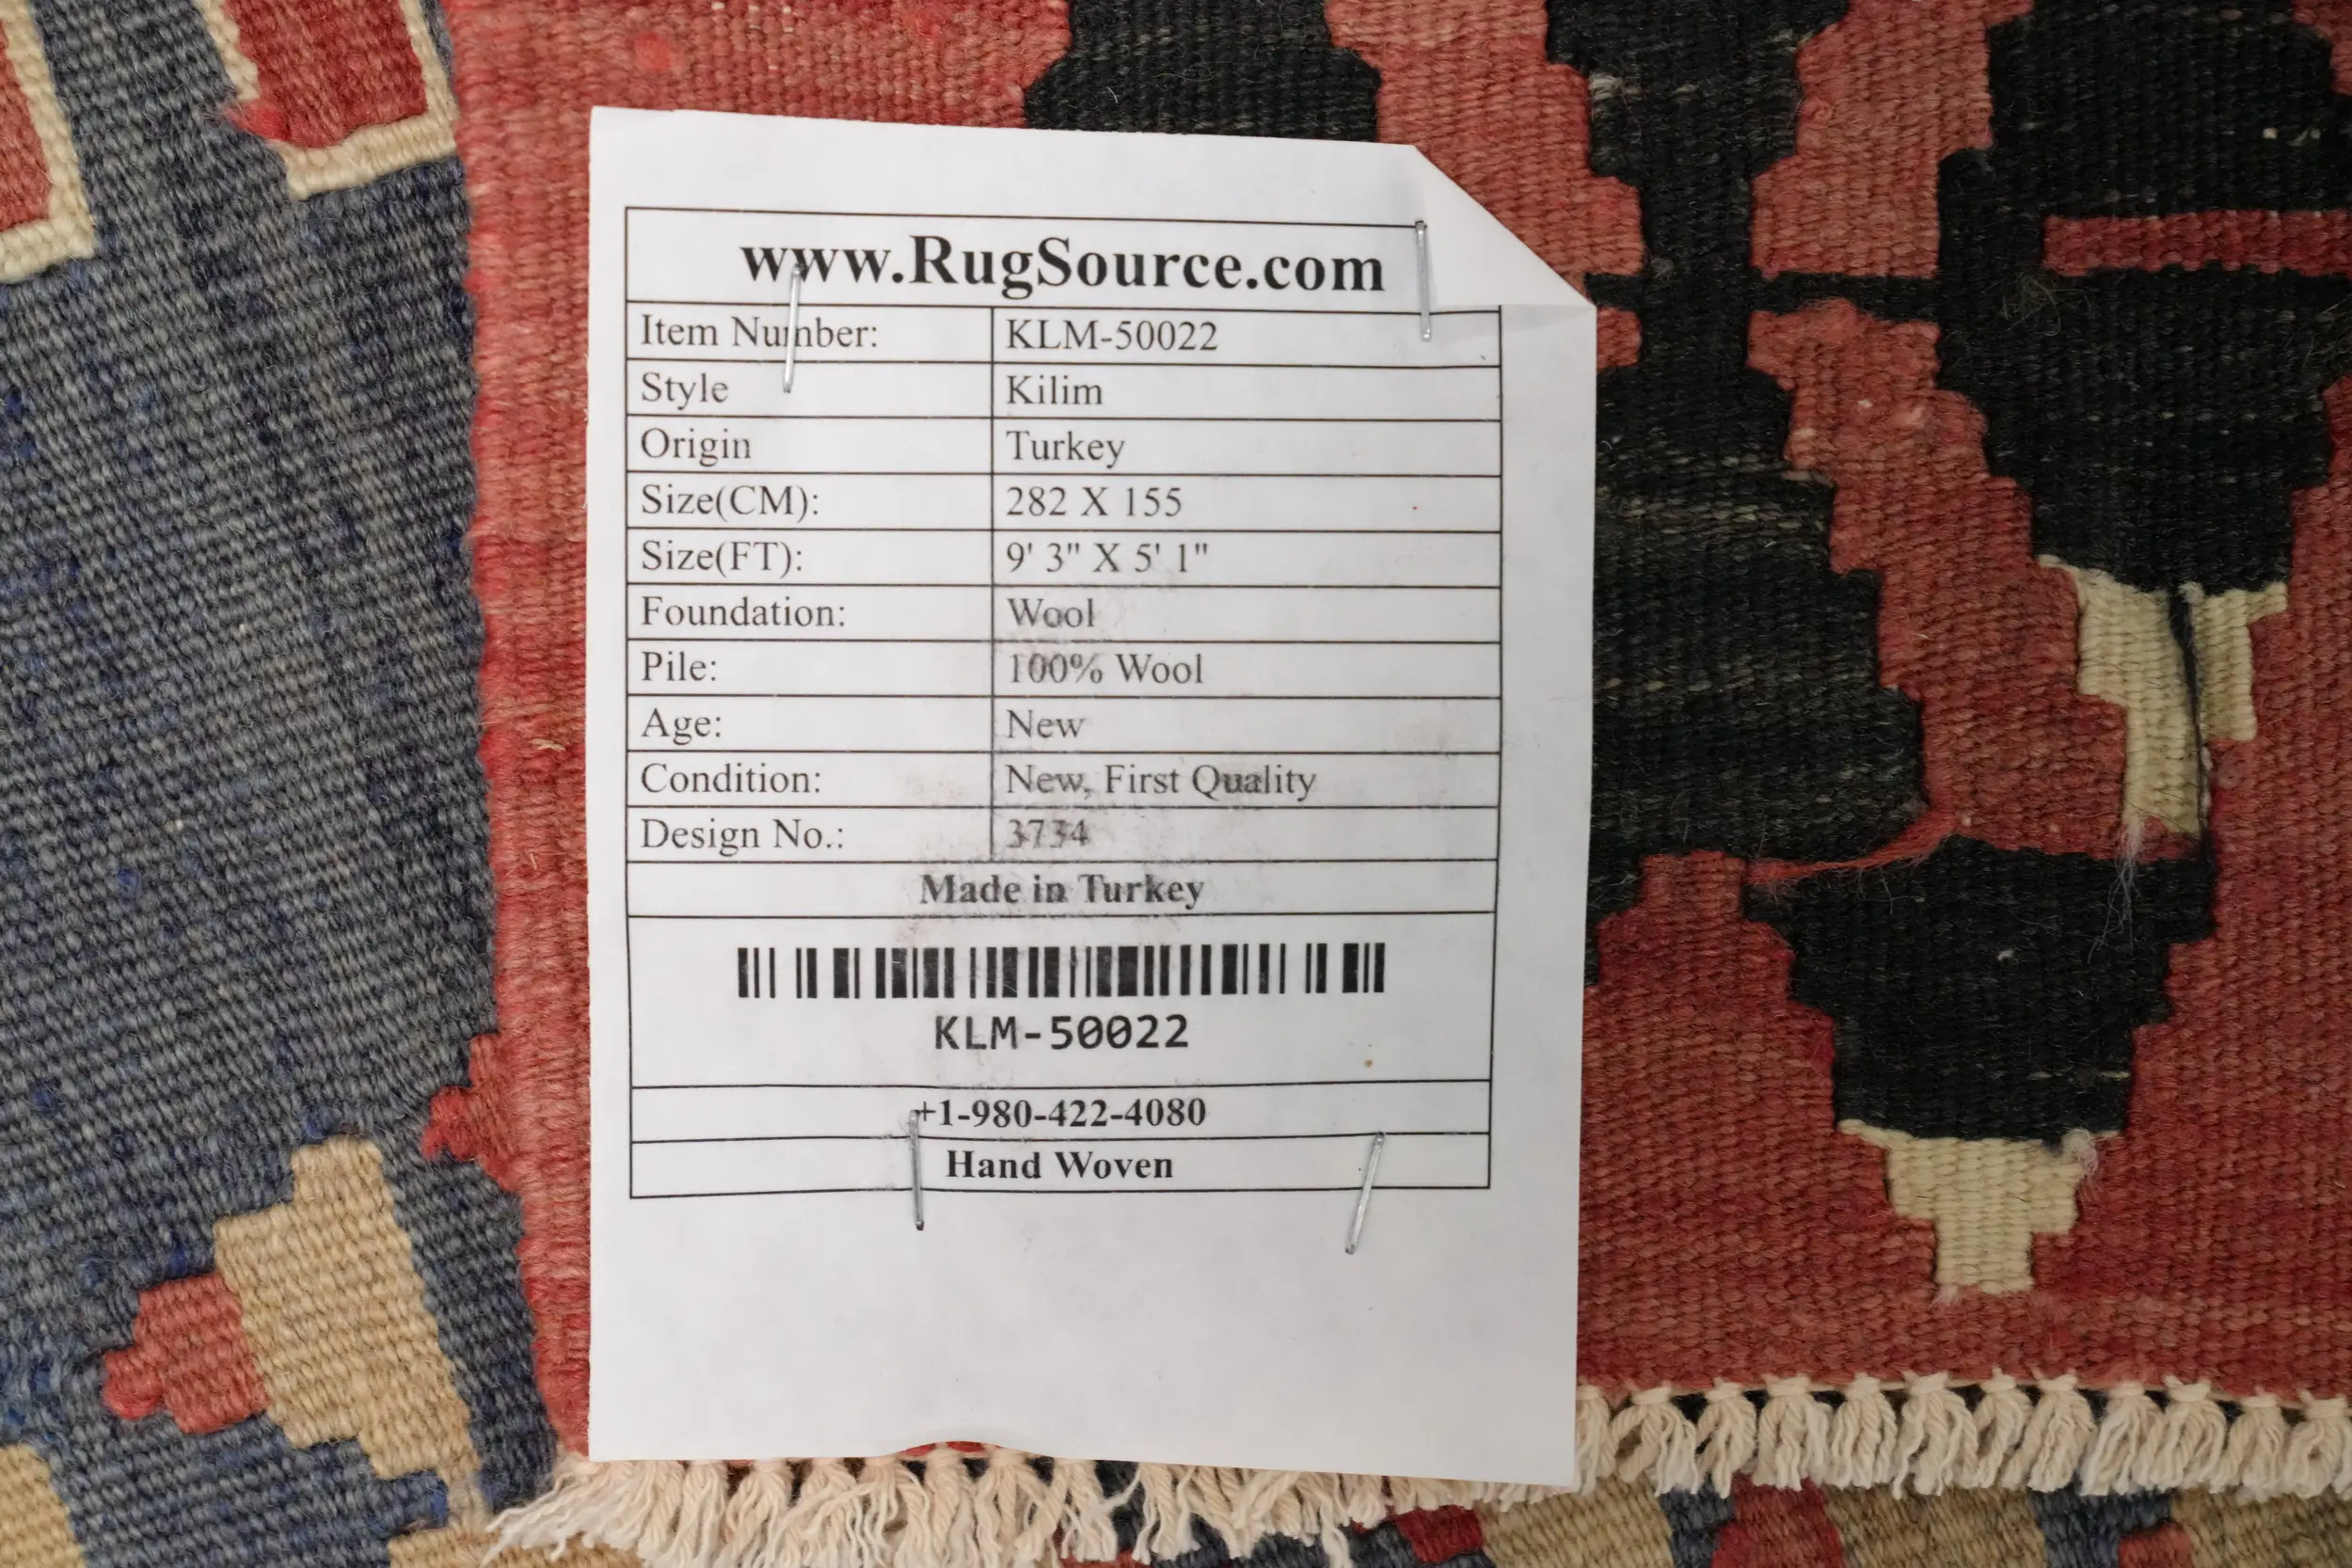 www.RugSource.com
Item Number: KLM-50022
Style Kilim
Origin Turkey
Size(CM): 282 X 155
Size(FT): 9' 3" X 5' 1"
Foundation: Wool
Pile: 100% Wool
Age: New
Condition: New, First Quality
Design No.: 3734
Made in Turkey
KLM-50022
+1-980-422-4080
Hand Woven